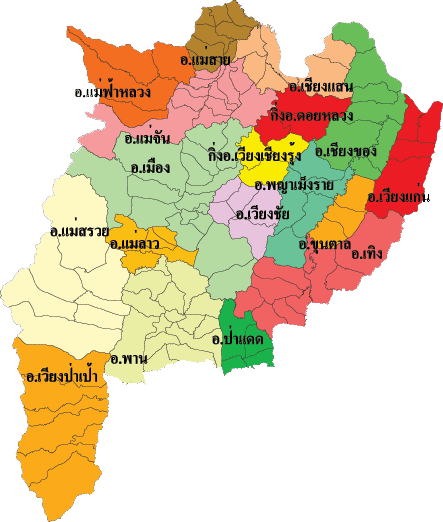 อ.แม่สาย
อ.แม่ฟ้าหลวง
อ.เชียงแสน
กิ่งอ.ดอยหลวง
อ.แม่จัน
กิ่งอ.เวียงเชียงรุ้ง
อ.เชียงของ
อ.เมือง
อ.พญาเม็งราย
อ.เวียงแก่น
อ.เวียงชัย
อ.แม่สรวย
อ.แม่ลาว
อ.ขุนตาล
อ.เทิง
อ.ป่าแดด
อ.พาน
อ.เวียงป่าเป้า